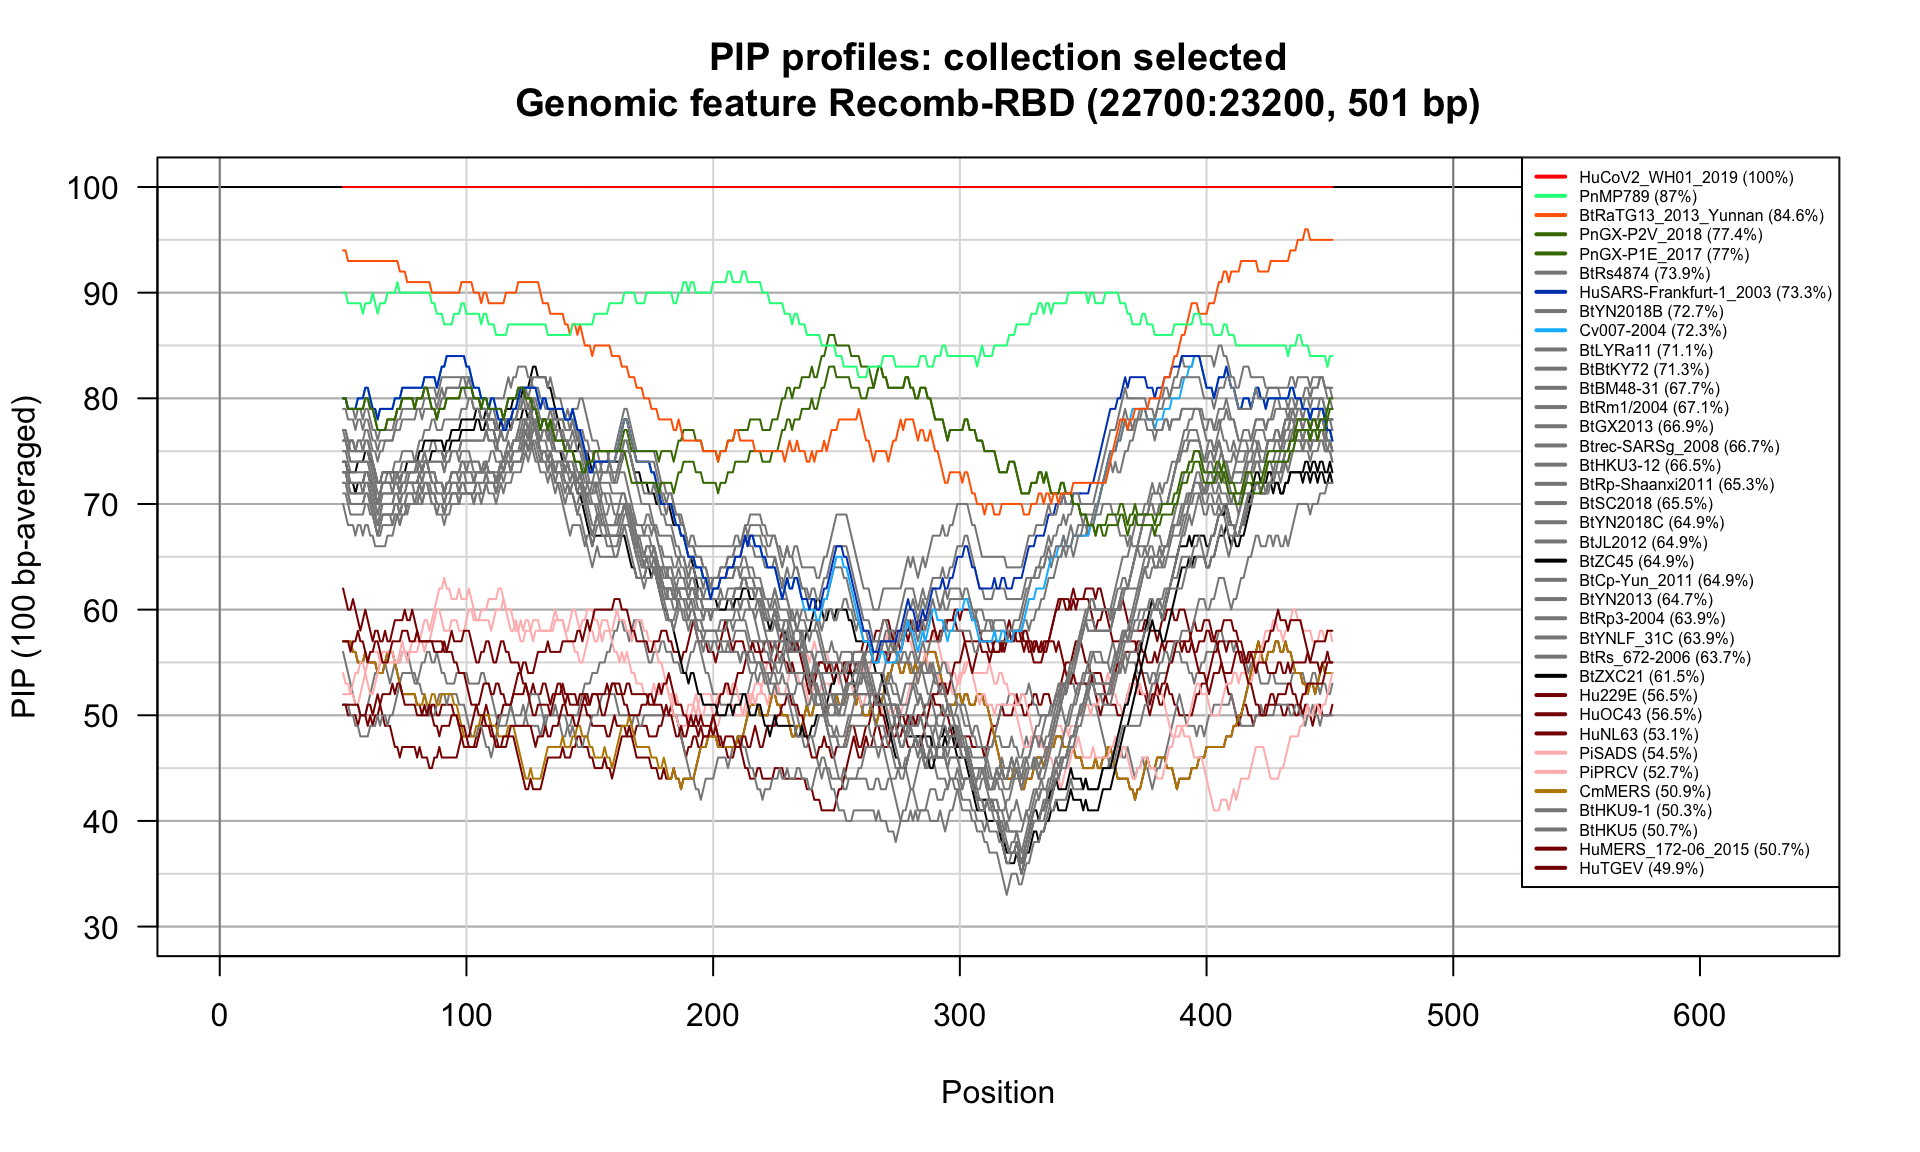 PIP profiles: collection selected
Genomic feature Recomb-RBD (22700:23200, 501 bp)
PIP (100 bp-averaged)
100
90
80
70
60
50
40
30
0 100 200 300 400 500 600
Position
HuCoV2_WH01_2019 (100%)
PnMP789 (87%)
BtRaTG13_2013_Yunnan (84.6%)
PnGX-P2V_2018 (77.4%)
PnGX-P1E_2017 (77%)
BtRs4874 (73.9%)
HuSARS-Frankfurt-1_2003 (73.3%)
BtYN2018B (72.7%)
Cv007-2004 (72.3%)
BtLYRa11 (71.1%)
BtBtKY72 (71.3%)
BtBM48-31 (67.7%)
BtRm1/2004 (67.1%)
BtGX2013 (66.9%)
Btrec-SARSg_2008 (66.7%)
BtHKU3-12 (66.5%)
BtRp-Shaanxi2011 (65.3%)
BtSC2018 (65.5%)
BtYN2018C (64.9%)
BtJL2012 (64.9%)
BtZC45 (64.9%)
BtCp-Yun_2011 (64.9%)
BtYN2013 (64.7%)
BtRp3-2004 (63.9%)
BtYNLF_31C (63.9%)
BtRs_672-2006 (63.7%)
BtZXC21 (61.5%)
Hu229E (56.5%)
HuOC43 (56.5%)
HuNL63 (53.1%)
PiSADS (54.5%)
PiPRCV (52.7%)
CmMERS (50.9%)
BtHKU9-1 (50.3%)
BtHKU5 (50.7%)
HuMERS_172-06_2015 (50.7%)
HuTGEV (49.9%)